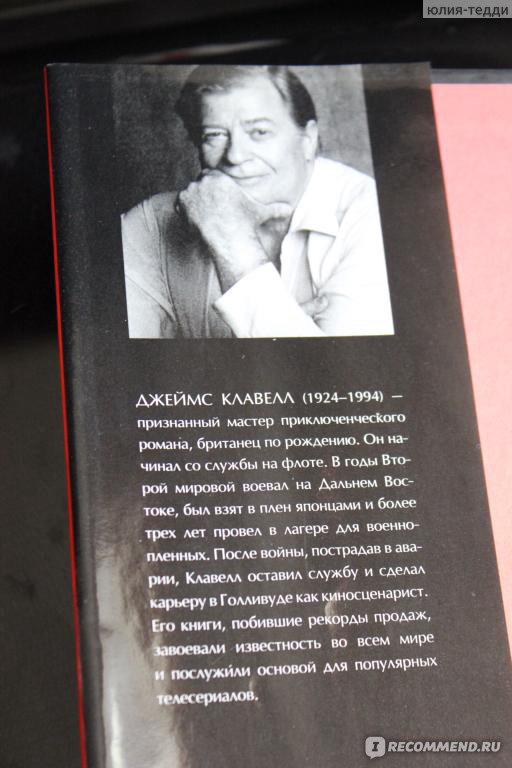 юлия-тедди
ДЖЕЙМС КЛАВЕЛЛ (1924–1994) —
признанный мастер приключенческого
романа, британец по рождению. Он на-
чинал со службы на флоте. В годы Вто-
рой мировой воевал на Дальнем Вос-
токе, был взят в плен японцами и более
трех лет провел в лагере для военно-
пленных. После войны, пострадав в ава-
рии, Клавелл оставил службу и сделал
карьеру в Голливуде как киносценарист.
Его книги, побившие рекорды продаж,
завоевали известность во всем мире
и послужили основой для популярных
телесериалов.
IRECOMMEND.RU